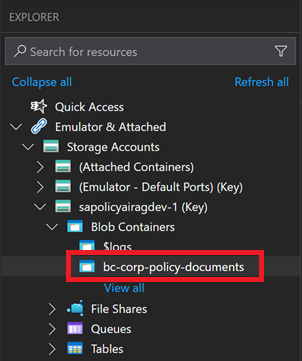 EXPLORER
Search for resources
Collapse all Refresh all
Quick Access
Emulator & Attached
Storage Accounts
(Attached Containers)
(Emulator - Default Ports) (Key)
sapolicyairagdev-1 (Key)
Blob Containers
$logs
bc-corp-policy-documents
View all
File Shares
Queues
Tables